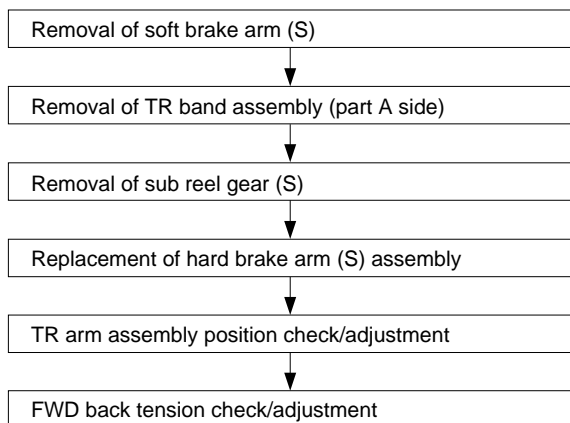 Removal of soft brake arm (S)
Removal of TR band assembly (part A side)
Removal of sub reel gear (S)
Replacement of hard brake arm (S) assembly
TR arm assembly position check/adjustment
FWD back tension check/adjustment